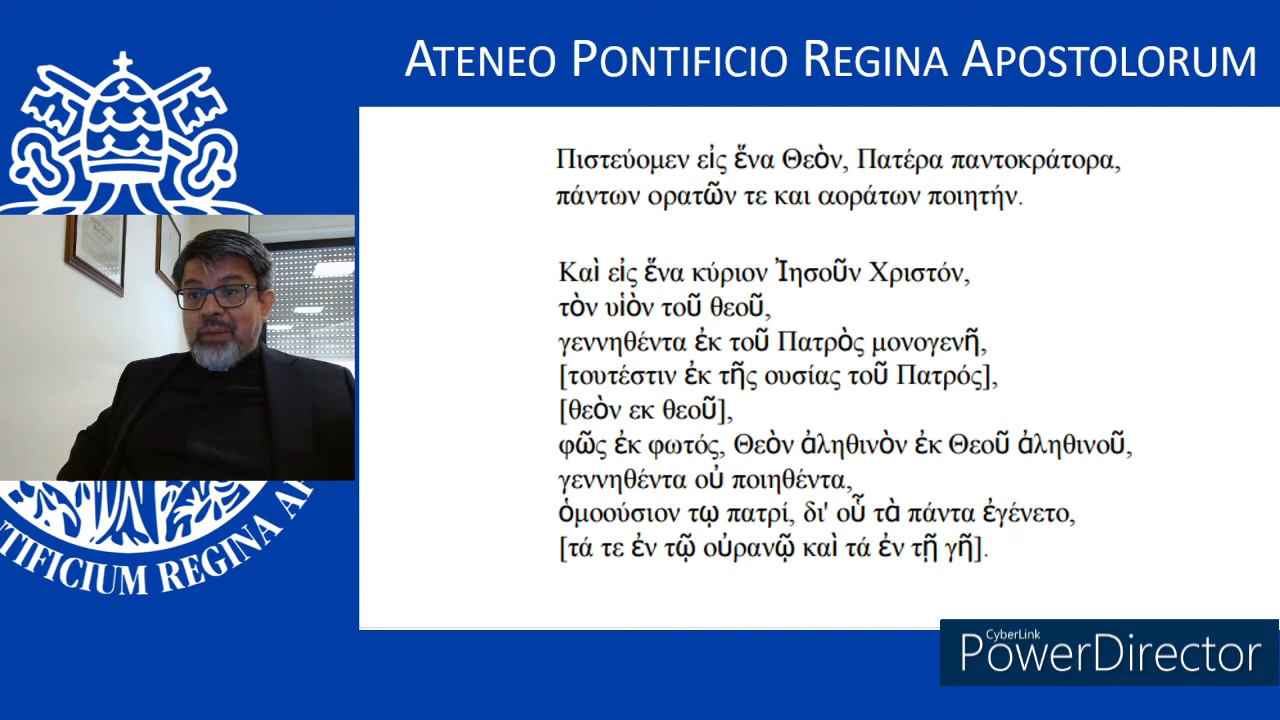 ATENEO PONTIFICIO REGINA APOSTOLORUM
Πιστεύομεν εἰς ἕνα Θεὸν, Πατέρα παντοκράτορα,
πάντων ορατῶν τε και αοράτων ποιητήν.
Καὶ εἰς ἕνα κύριον Ἰησοῦν Χριστόν,
τὸν υἱὸν τοῦ θεοῦ,
γεννηθέντα ἐκ τοῦ Πατρὸς μονογενῆ,
[τουτέστιν ἐκ τῆς ουσίας τοῦ Πατρός],
[θεὸν εκ θεοῦ],
φῶς ἐκ φωτός, Θεὸν ἀληθινὸν ἐκ Θεοῦ ἀληθινοῦ,
γεννηθέντα οὐ ποιηθέντα,
ὁμοούσιον τῳ πατρί, δι' οὗ τὰ πάντα ἐγένετο,
[τά τε ἐν τῷ οὐρανῷ καὶ τά ἐν τῇ γῇ].
PONTIFICIUM REGINA
CyberLink
PowerDirector